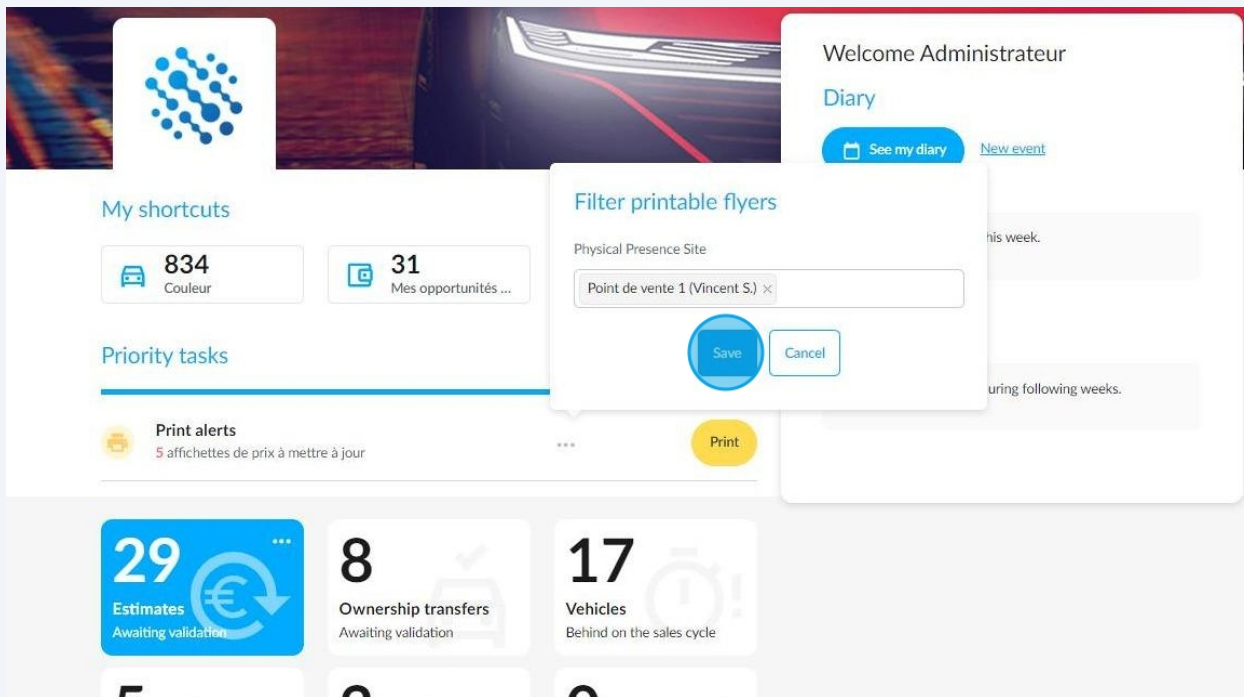 Welcome Administrateur
Diary
See my diary
New event
his week.
uring following weeks.
My shortcuts
834
Couleur
31
Mes opportunités ...
Filter printable flyers
Physical Presence Site
Point de vente 1 (Vincent S.) ×
Save
Cancel
Priority tasks
Print alerts
5 affichettes de prix à mettre à jour
...
Print
29
Estimates
Awaiting validation
8
Ownership transfers
Awaiting validation
17
Vehicles
Behind on the sales cycle